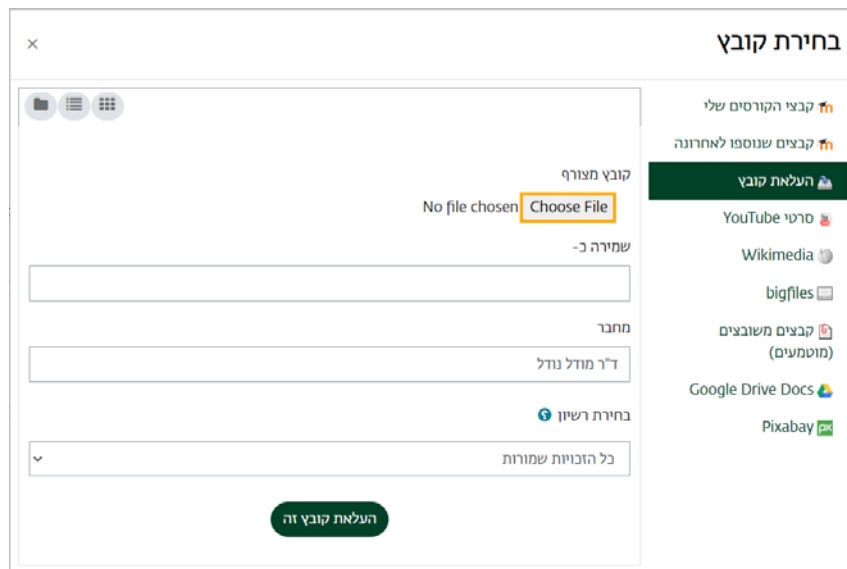 בחירת קובץ
×
קבצי הקורסים שלי
קבצים שנוספו לאחרונה
העלאת קובץ
סרטי YouTube
Wikimedia
bigfiles
קבצים משובצים
(מוטמעים)
Google Drive Docs
Pixabay
קובץ מצורף
Choose File No file chosen
שמירה כ-
מחבר
ד"ר מודל נודל
בחירת רשיון ?
כל הזכויות שמורות
העלאת קובץ זה